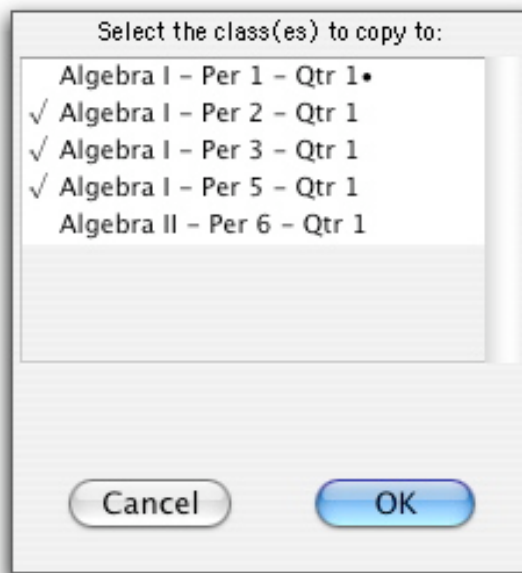 Select the class(es) to copy to:
Algebra I – Per 1 – Qtr 1•
√ Algebra I – Per 2 – Qtr 1
√ Algebra I – Per 3 – Qtr 1
√ Algebra I – Per 5 – Qtr 1
Algebra II – Per 6 – Qtr 1
Cancel OK